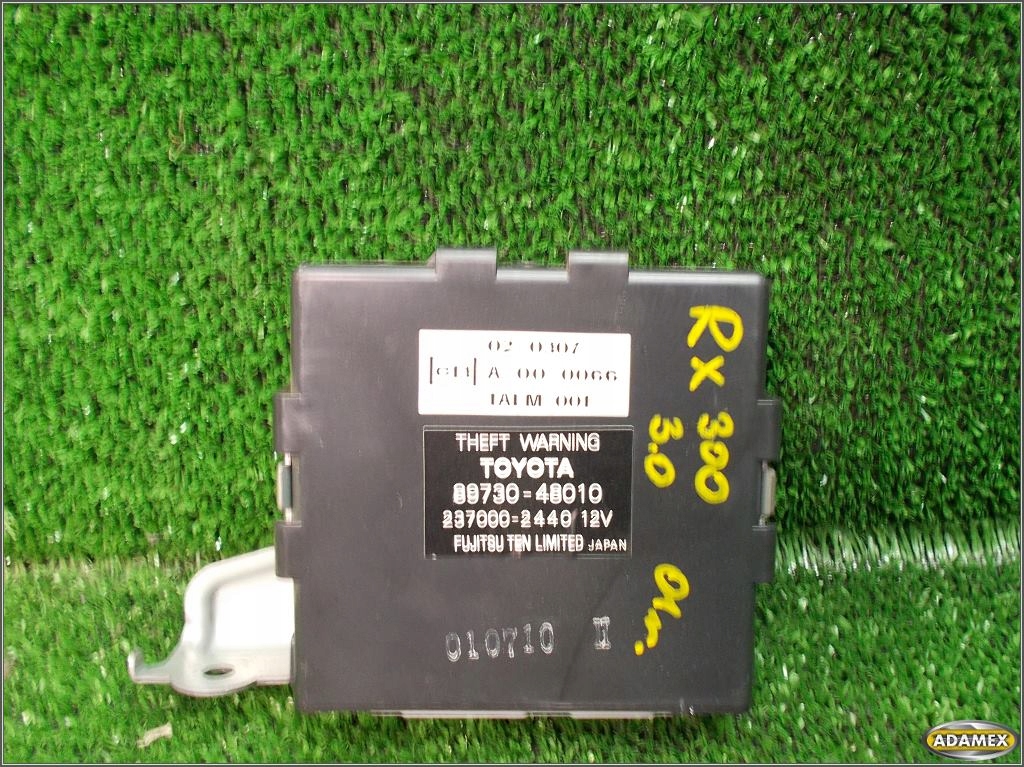 02 0307
A 00 0066
1ALM 001
THEFT WARNING
TOYOTA
89730-48010
237000-2440 12V
FUJITSU TEN LIMITED JAPAN
010710 H
RX 300
3.0
01r.
ADAMEX